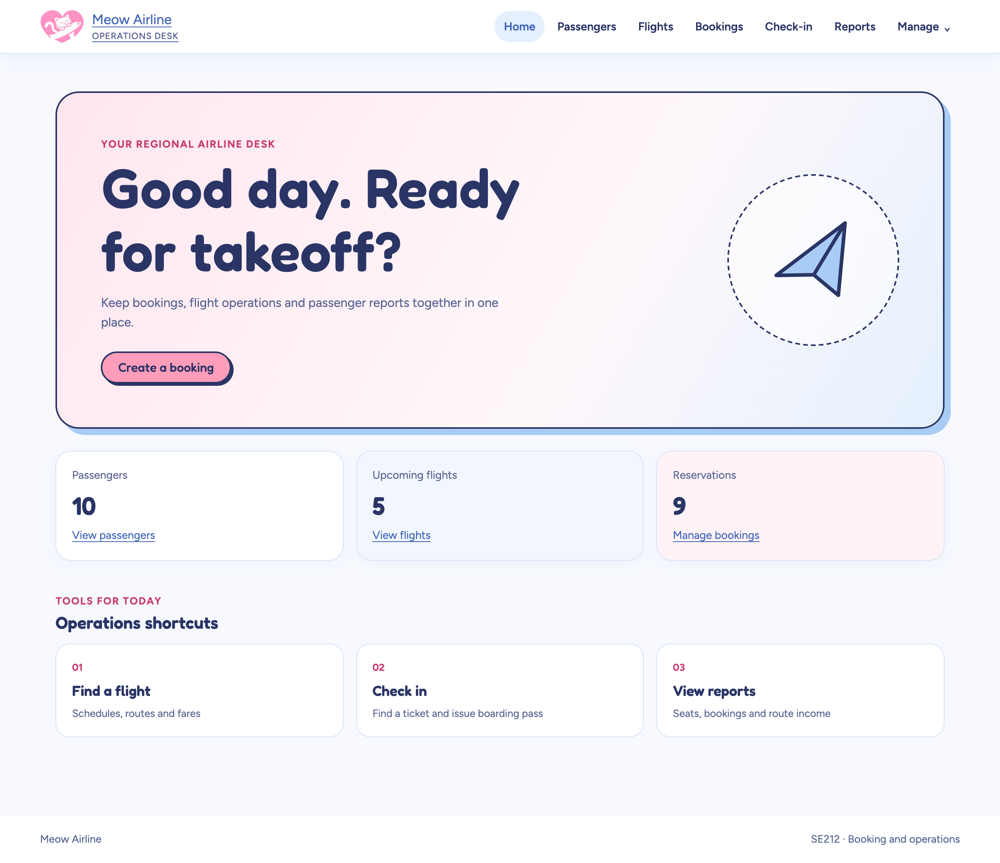 Meow Airline
OPERATIONS DESK
Home
Passengers
Flights
Bookings
Check-in
Reports
Manage
YOUR REGIONAL AIRLINE DESK
Good day. Ready
for takeoff?
Keep bookings, flight operations and passenger reports together in one
place.
Create a booking
Passengers
10
View passengers
Upcoming flights
5
View flights
Reservations
9
Manage bookings
TOOLS FOR TODAY
Operations shortcuts
01
Find a flight
Schedules, routes and fares
02
Check in
Find a ticket and issue boarding pass
03
View reports
Seats, bookings and route income
Meow Airline
SE212 · Booking and operations